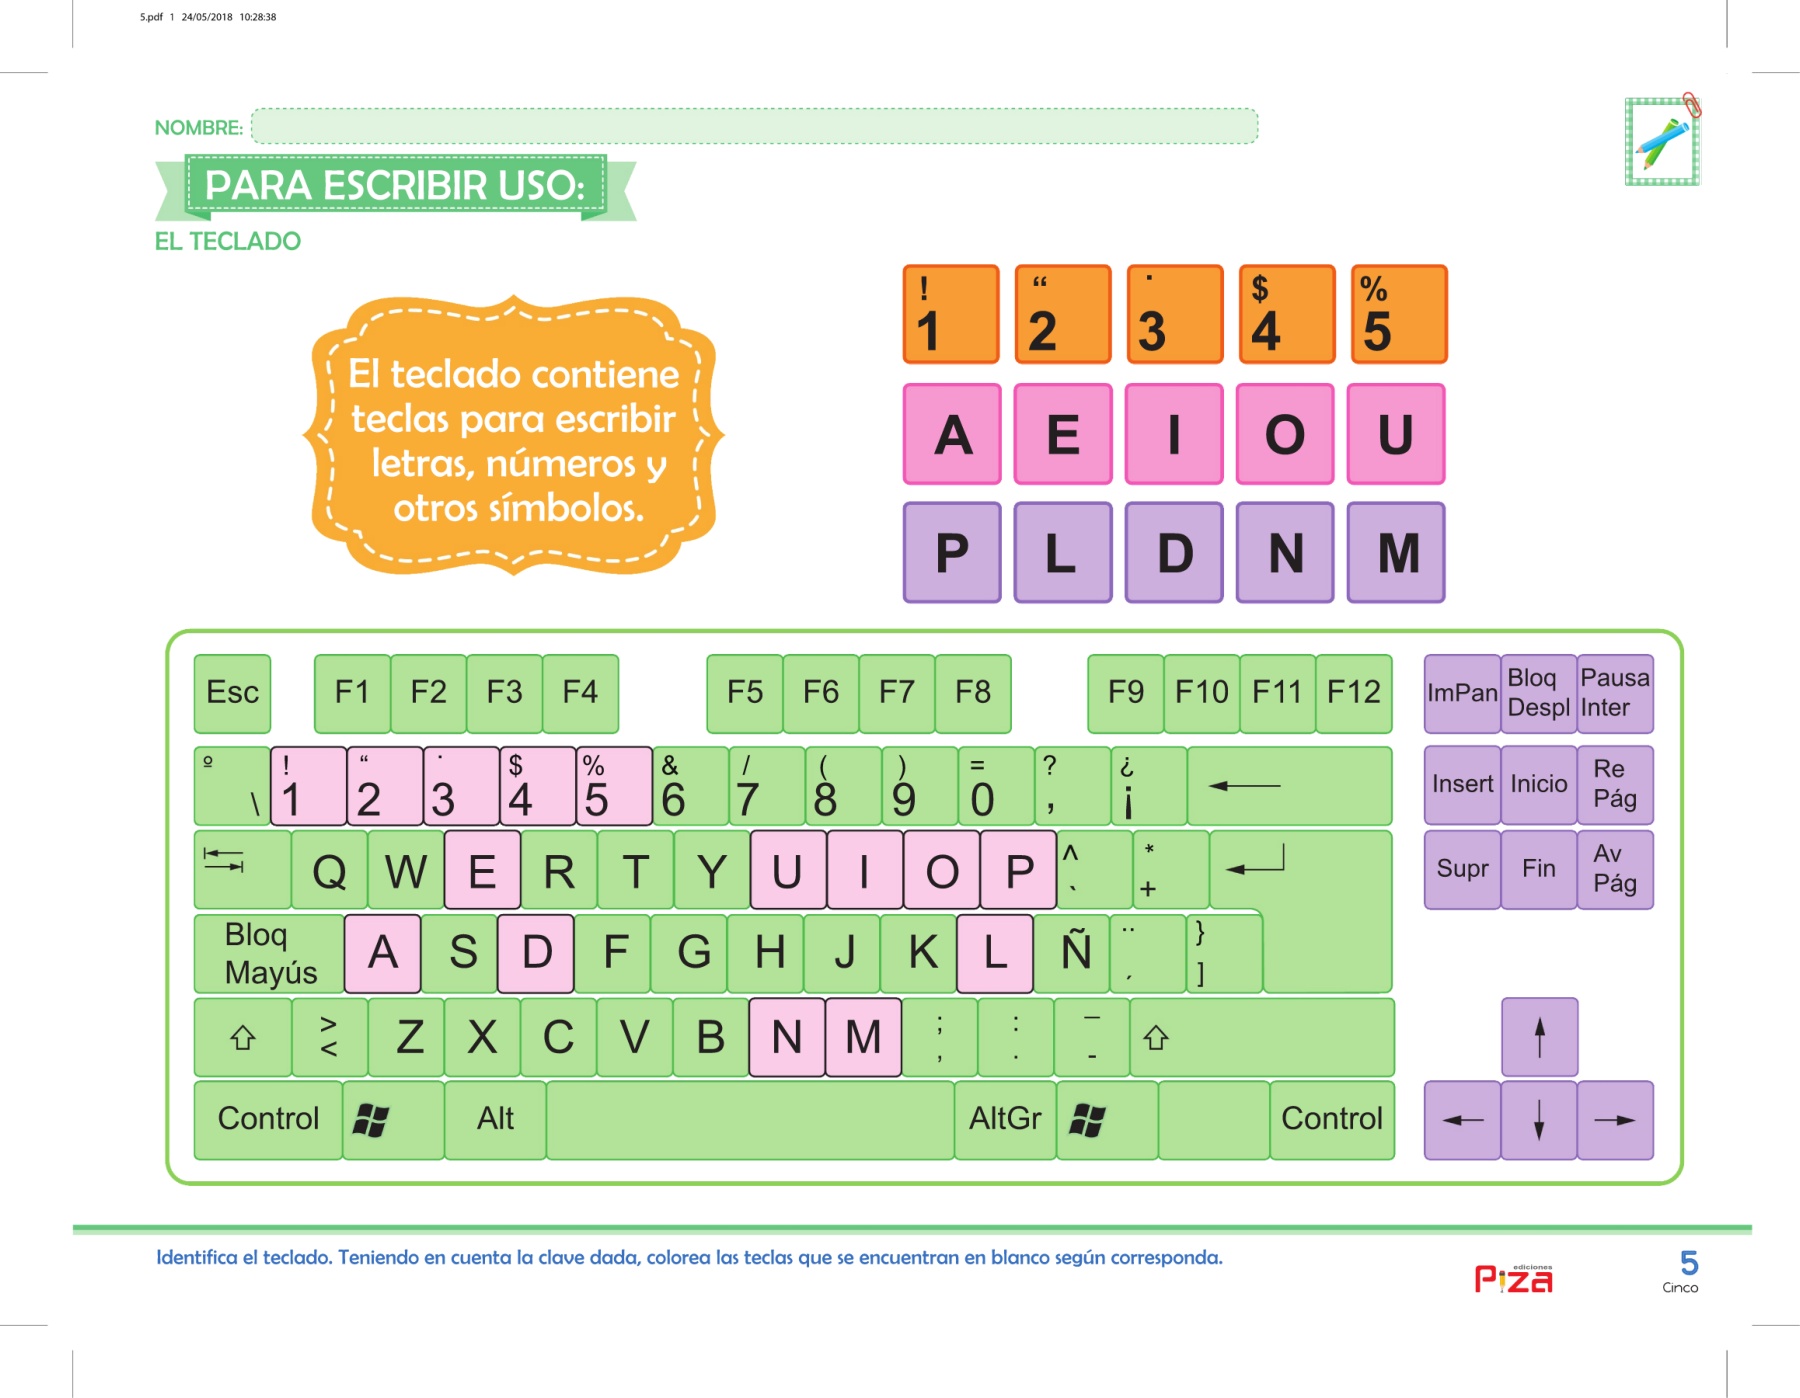 5.pdf 1 24/05/2018 10:28:38
NOMBRE:
PARA ESCRIBIR USO:
EL TECLADO
El teclado contiene
teclas para escribir
letras, números y
otros símbolos.
! “ · $ %
1 2 3 4 5
A E I O U
P L D N M
Esc F1 F2 F3 F4 F5 F6 F7 F8 F9 F10 F11 F12 ImPan Bloq Despl Pausa Inter
º ! “ · $ % & / ( ) = ? ¿
\ 1 2 3 4 5 6 7 8 9 0 , ¡ ← Insert Inicio Re Pág
Q W E R T Y U I O P ^ ` * + Supr Fin Av Pág
Bloq Mayús A S D F G H J K L Ñ ¨ ´ } ]
⇧ > < Z X C V B N M ; , : . _ - ⇧ ↑
Control Alt AltGr Control ← ↓ →
Identifica el teclado. Teniendo en cuenta la clave dada, colorea las teclas que se encuentran en blanco según corresponda.
ediciones
Piza
5
Cinco